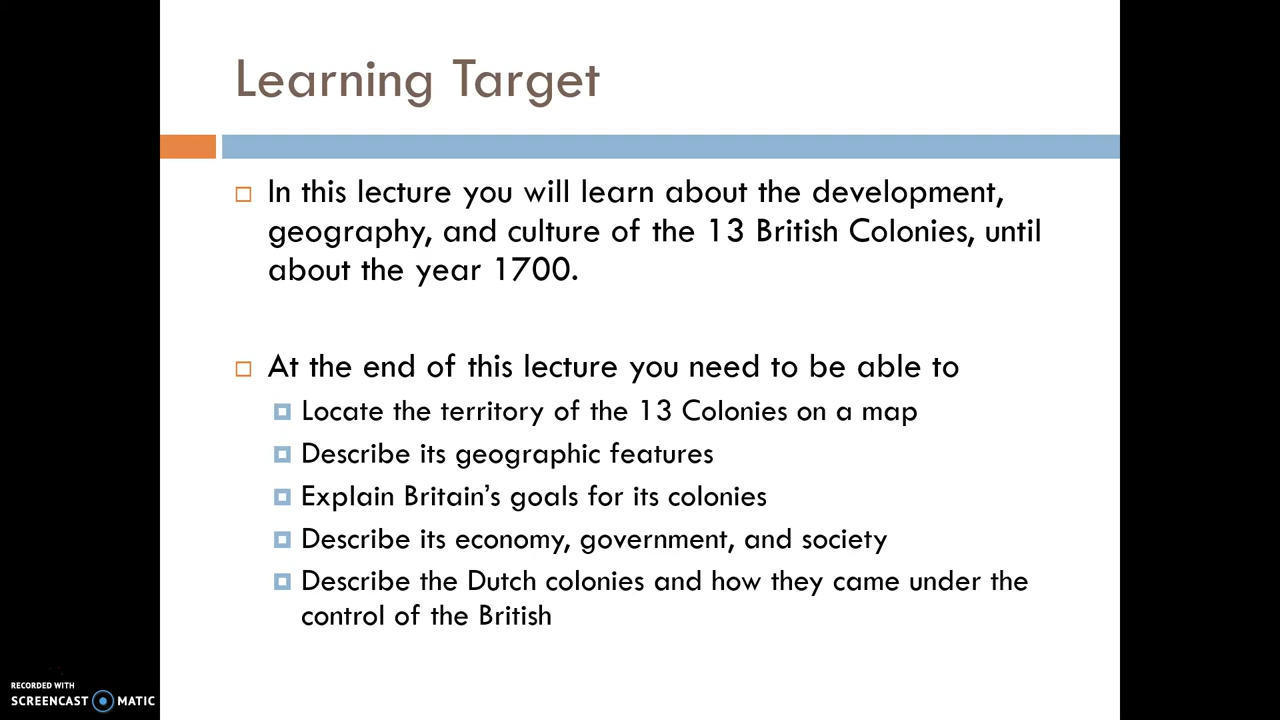 Learning Target
In this lecture you will learn about the development,
geography, and culture of the 13 British Colonies, until
about the year 1700.
At the end of this lecture you need to be able to
Locate the territory of the 13 Colonies on a map
Describe its geographic features
Explain Britain’s goals for its colonies
Describe its economy, government, and society
Describe the Dutch colonies and how they came under the
control of the British
RECORDED WITH
SCREENCAST MATIC